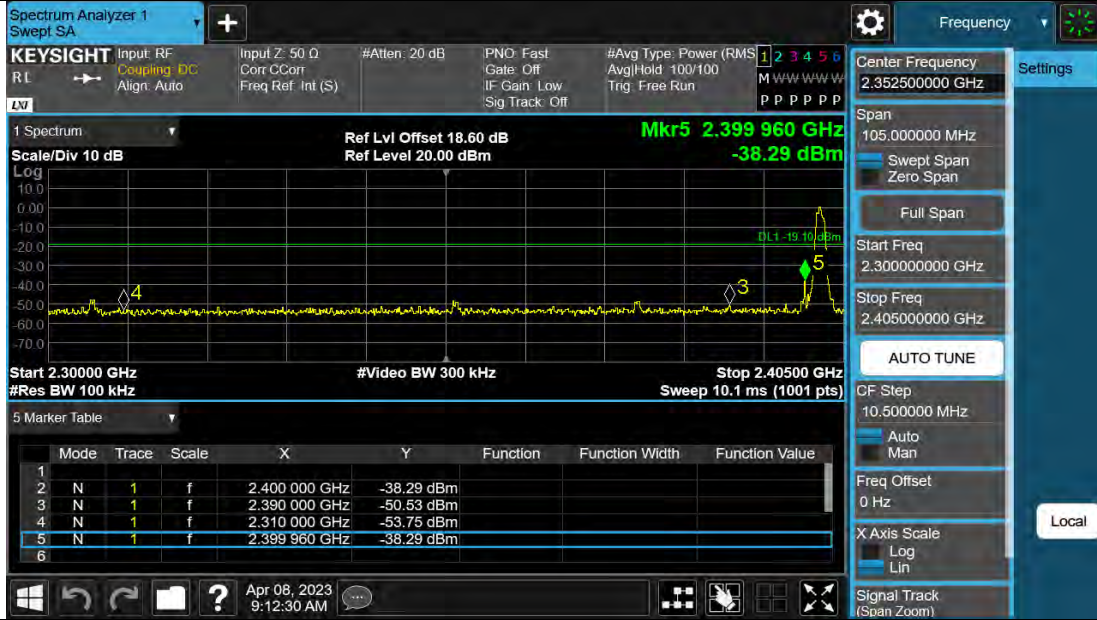 Spectrum Analyzer 1
Swept SA
+
Frequency
KEYSIGHT
R L
LXI
Input: RF
Coupling: DC
Align: Auto
Input Z: 50 Ω
Corr CCorr
Freq Ref: Int (S)
#Atten: 20 dB
PNO: Fast
Gate: Off
IF Gain: Low
Sig Track: Off
#Avg Type: Power (RMS
Avg|Hold: 100/100
Trig: Free Run
1 2 3 4 5 6
M W W W W W
P P P P P P
1 Spectrum
Scale/Div 10 dB
Log
Ref Lvl Offset 18.60 dB
Ref Level 20.00 dBm
Mkr5 2.399 960 GHz
-38.29 dBm
10.0
0.00
-10.0
-20.0
-30.0
-40.0
-50.0
-60.0
-70.0
DL1 -19.10 dBm
4
3
5
Start 2.30000 GHz
#Res BW 100 kHz
#Video BW 300 kHz
Stop 2.40500 GHz
Sweep 10.1 ms (1001 pts)
5 Marker Table
Mode Trace Scale X Y Function Function Width Function Value
1
2 N 1 f 2.400 000 GHz -38.29 dBm
3 N 1 f 2.390 000 GHz -50.53 dBm
4 N 1 f 2.310 000 GHz -53.75 dBm
5 N 1 f 2.399 960 GHz -38.29 dBm
6
?
Apr 08, 2023
9:12:30 AM
Center Frequency
2.352500000 GHz
Span
105.000000 MHz
Swept Span
Zero Span
Full Span
Start Freq
2.300000000 GHz
Stop Freq
2.405000000 GHz
AUTO TUNE
CF Step
10.500000 MHz
Auto
Man
Freq Offset
0 Hz
X Axis Scale
Log
Lin
Signal Track
(Span Zoom)
Settings
Local